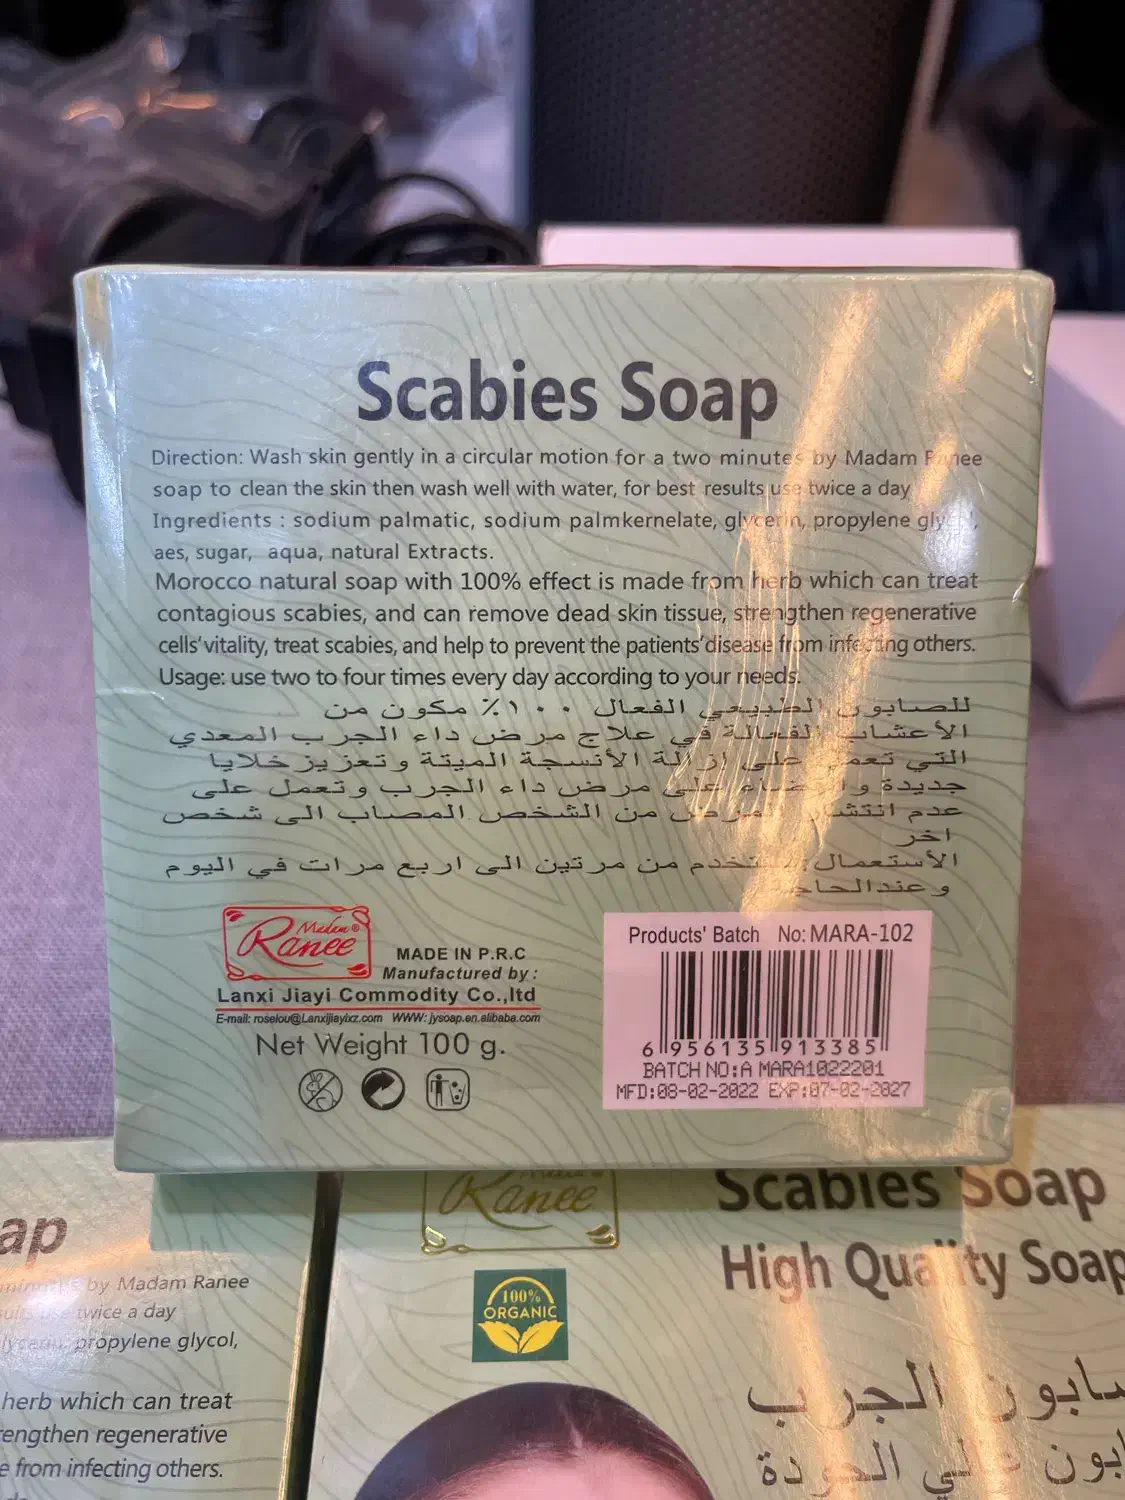 Scabies Soap
Direction: Wash skin gently in a circular motion for a two minutes by Madam Ranee
soap to clean the skin then wash well with water, for best results use twice a day
Ingredients : sodium palmatic, sodium palmkernelate, glycerin, propylene glycol,
aes, sugar, aqua, natural Extracts.
Morocco natural soap with 100% effect is made from herb which can treat
contagious scabies, and can remove dead skin tissue, strengthen regenerative
cells'vitality, treat scabies, and help to prevent the patients'disease from infecting others.
Usage: use two to four times every day according to your needs.
للصابون الطبيعي الفعال ١٠٠٪ مكون من
الأعشاب الفعالة في علاج مرض داء الجرب المعدي
التي تعمل على إزالة الأنسجة الميتة وتعزيز خلايا
جديدة والقضاء على مرض داء الجرب وتعمل على
عدم انتشار المرض من الشخص المصاب الى شخص
اخر
الأستعمال: تستخدم من مرتين الى اربع مرات في اليوم
وعندالحاجة
Madam®
Ranee
MADE IN P.R.C
Manufactured by :
Lanxi Jiayi Commodity Co.,ltd
E-mail: roselou@Lanxijiayixz.com WWW: jysoap.en.alibaba.com
Net Weight 100 g.
Products' Batch No: MARA-102
6 956135 913385
BATCH NO:A MARA1022201
MFD:08-02-2022 EXP:07-02-2027
ap
by Madam Ranee
use twice a day
propylene glycol,
herb which can treat
rengthen regenerative
e from infecting others.
Ranee
100%
ORGANIC
Scabies Soap
High Quality Soap
صابون الجرب
صابون علي الجودة